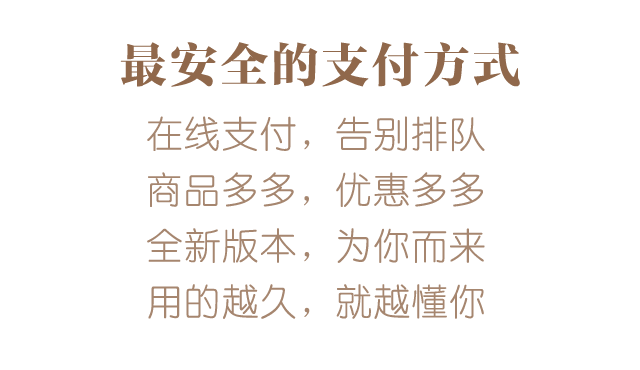 最安全的支付方式
在线支付，告别排队
商品多多，优惠多多
全新版本，为你而来
用的越久，就越懂你